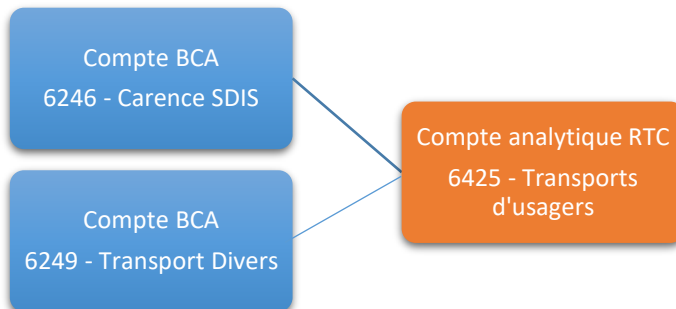 Compte BCA
6246 - Carence SDIS
Compte BCA
6249 - Transport Divers
Compte analytique RTC
6425 - Transports
d'usagers